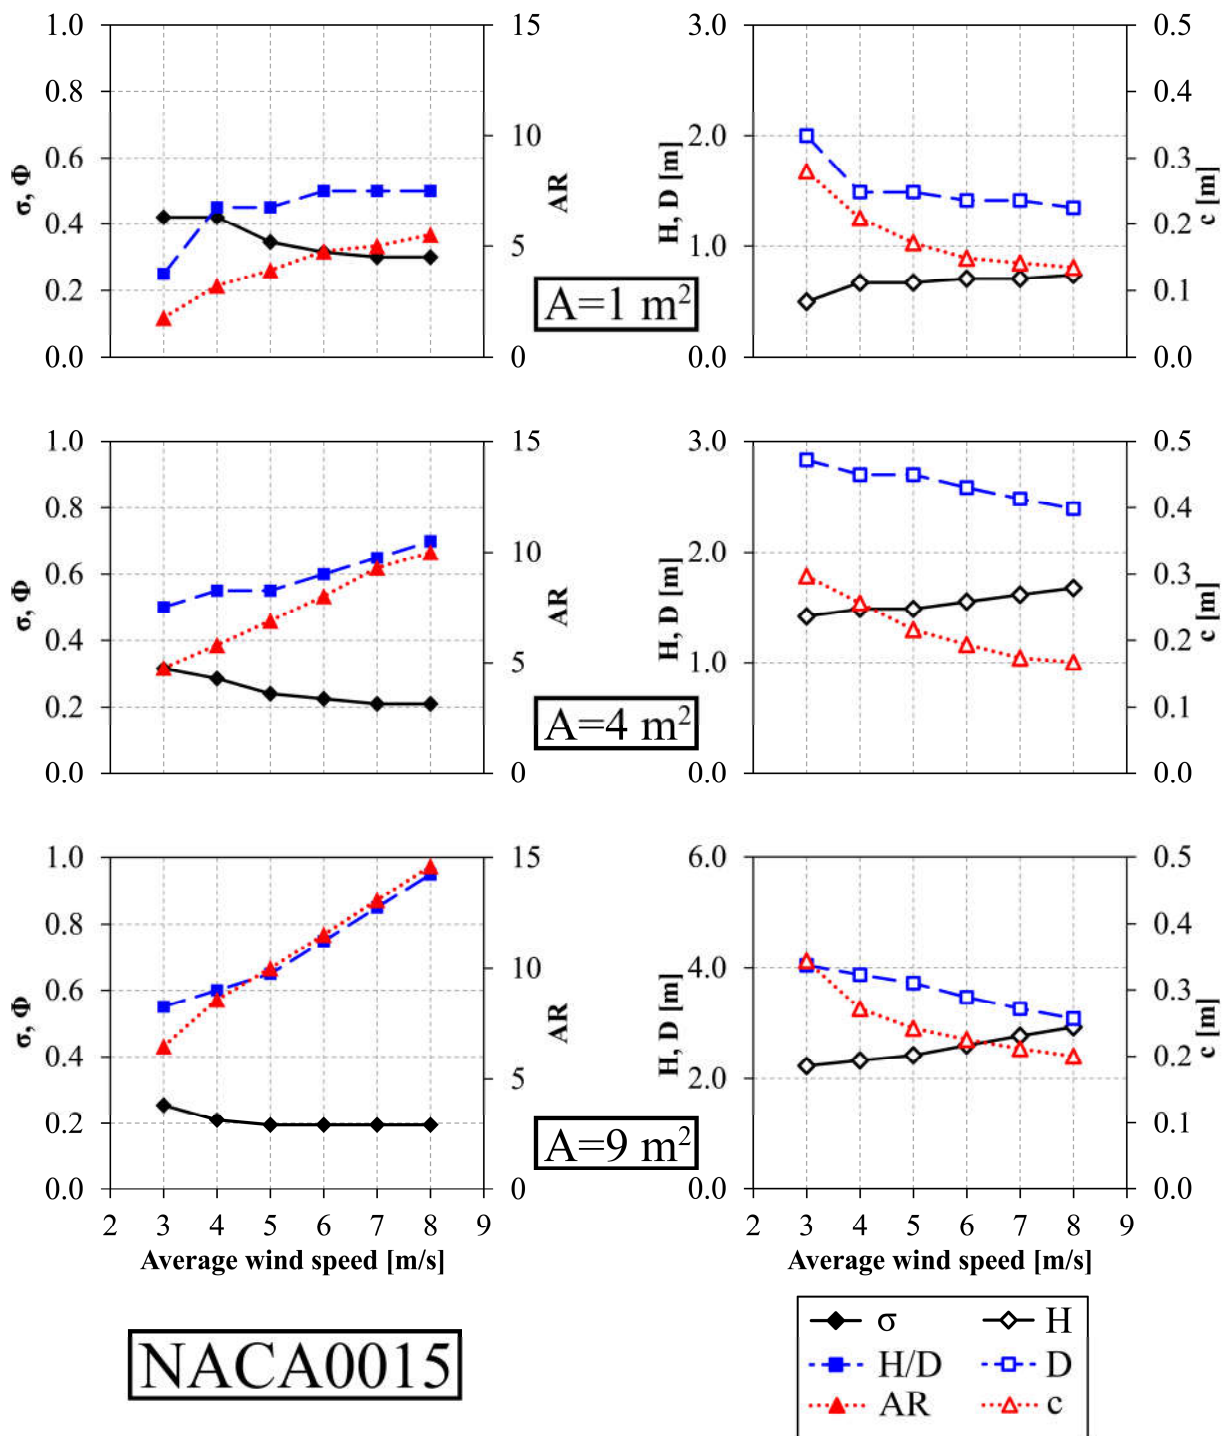 1.0
0.8
0.6
0.4
0.2
0.0
σ, Φ
15
10
5
0
AR
A=1 m²
3.0
2.0
1.0
0.0
H, D [m]
0.5
0.4
0.3
0.2
0.1
0.0
c [m]
1.0
0.8
0.6
0.4
0.2
0.0
σ, Φ
15
10
5
0
AR
A=4 m²
3.0
2.0
1.0
0.0
H, D [m]
0.5
0.4
0.3
0.2
0.1
0.0
c [m]
1.0
0.8
0.6
0.4
0.2
0.0
σ, Φ
15
10
5
0
AR
A=9 m²
2 3 4 5 6 7 8 9
Average wind speed [m/s]
6.0
4.0
2.0
0.0
H, D [m]
0.5
0.4
0.3
0.2
0.1
0.0
c [m]
2 3 4 5 6 7 8 9
Average wind speed [m/s]
NACA0015
σ H
H/D D
AR c